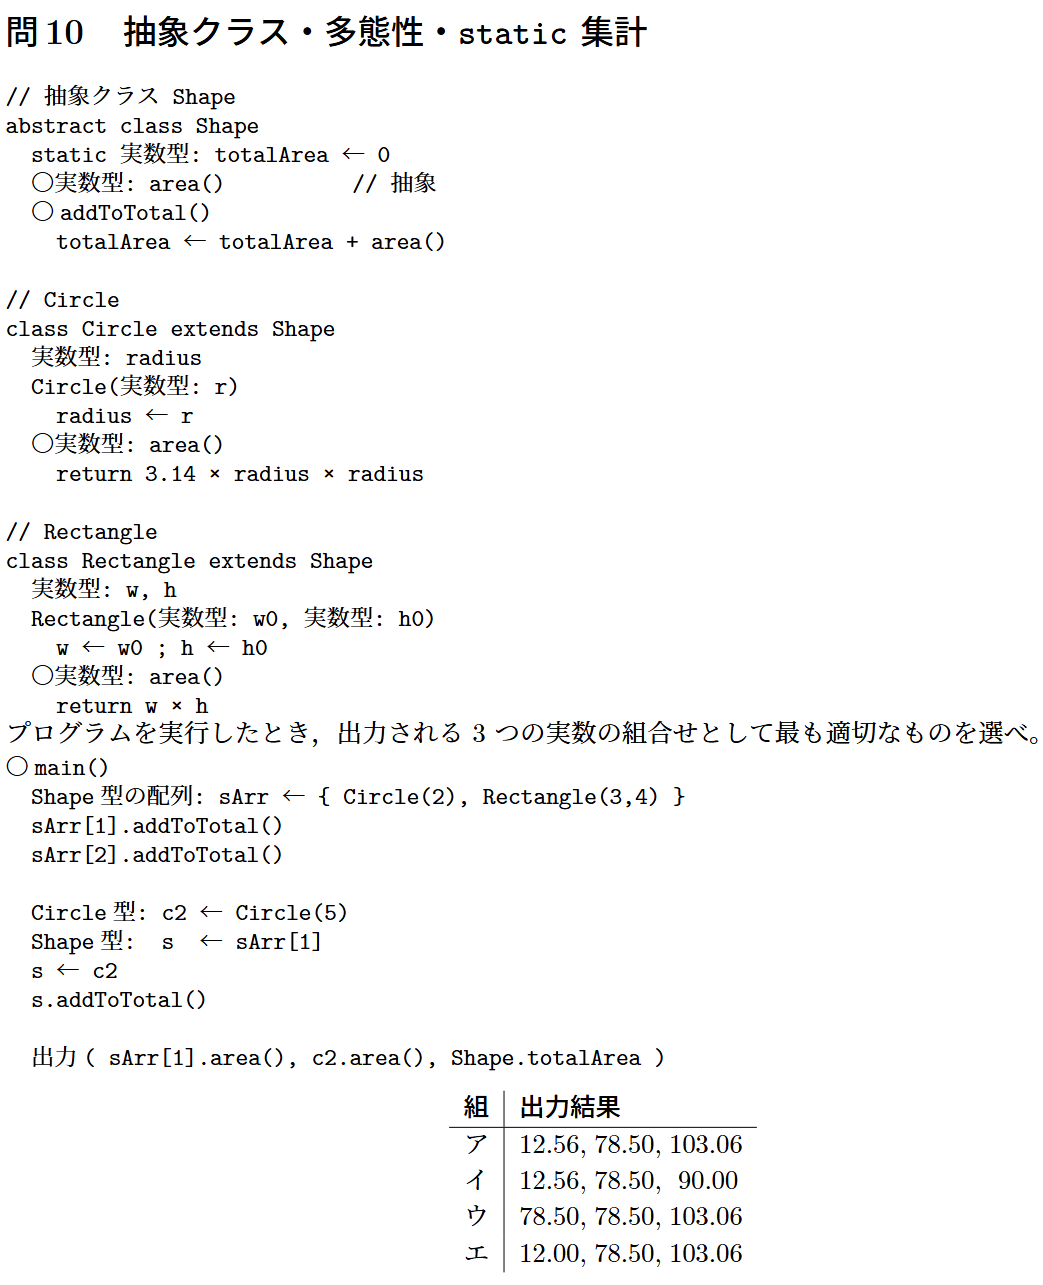 問 10 抽象クラス・多態性・static 集計
// 抽象クラス Shape
abstract class Shape
  static 実数型: totalArea ← 0
  ○実数型: area()          // 抽象
  ○ addToTotal()
    totalArea ← totalArea + area()

// Circle
class Circle extends Shape
  実数型: radius
  Circle(実数型: r)
    radius ← r
  ○実数型: area()
    return 3.14 × radius × radius

// Rectangle
class Rectangle extends Shape
  実数型: w, h
  Rectangle(実数型: w0, 実数型: h0)
    w ← w0 ; h ← h0
  ○実数型: area()
    return w × h
プログラムを実行したとき，出力される 3 つの実数の組合せとして最も適切なものを選べ。
○ main()
  Shape 型の配列: sArr ← { Circle(2), Rectangle(3,4) }
  sArr[1].addToTotal()
  sArr[2].addToTotal()

  Circle 型: c2 ← Circle(5)
  Shape 型:  s  ← sArr[1]
  s ← c2
  s.addToTotal()

  出力 ( sArr[1].area(), c2.area(), Shape.totalArea )
組 出力結果
ア 12.56, 78.50, 103.06
イ 12.56, 78.50, 90.00
ウ 78.50, 78.50, 103.06
エ 12.00, 78.50, 103.06